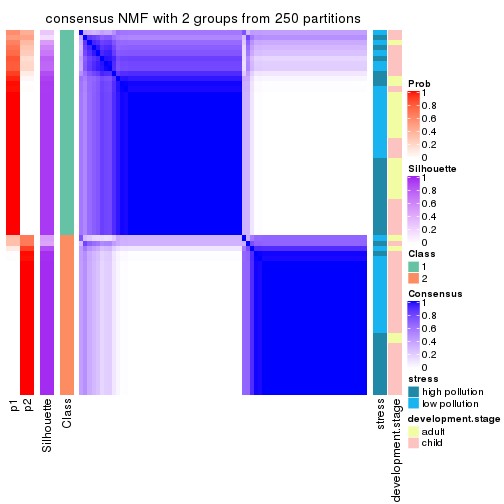 consensus NMF with 2 groups from 250 partitions
Prob
1
0.8
0.6
0.4
0.2
0
Silhouette
1
0.8
0.6
0.4
0.2
0
Class
1
2
Consensus
1
0.8
0.6
0.4
0.2
0
stress
high pollution
low pollution
development.stage
adult
child
p1
p2
Silhouette
Class
stress
development.stage